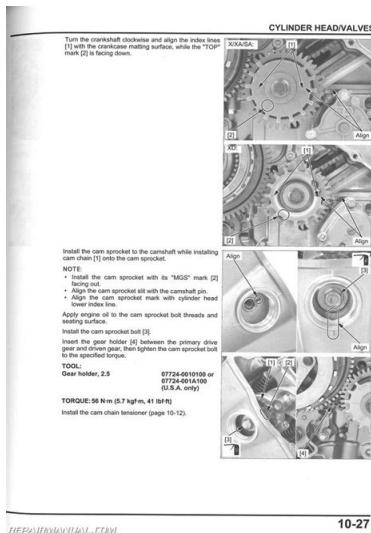 CYLINDER HEAD/VALVES
Turn the crankshaft clockwise and align the index lines
[1] with the crankcase matting surface, while the "TOP"
mark [2] is facing down.
X/XA/SA:
[1]
[2]
Align
XD:
[1]
[2]
Align
Install the cam sprocket to the camshaft while installing
cam chain [1] onto the cam sprocket.
NOTE:
• Install the cam sprocket with its "MGS" mark [2]
facing out.
• Align the cam sprocket slit with the camshaft pin.
• Align the cam sprocket mark with cylinder head
lower index line.
Apply engine oil to the cam sprocket bolt threads and
seating surface.
Install the cam sprocket bolt [3].
Insert the gear holder [4] between the primary drive
gear and driven gear, then tighten the cam sprocket bolt
to the specified torque.
TOOL:
Gear holder, 2.5 07724-0010100 or
07724-001A100
(U.S.A. only)
TORQUE: 56 N·m (5.7 kgf·m, 41 lbf·ft)
Install the cam chain tensioner (page 10-12).
Align
[3]
Align
[1] [2]
[3]
[4]
10-27
REPAIRMANUAL.COM